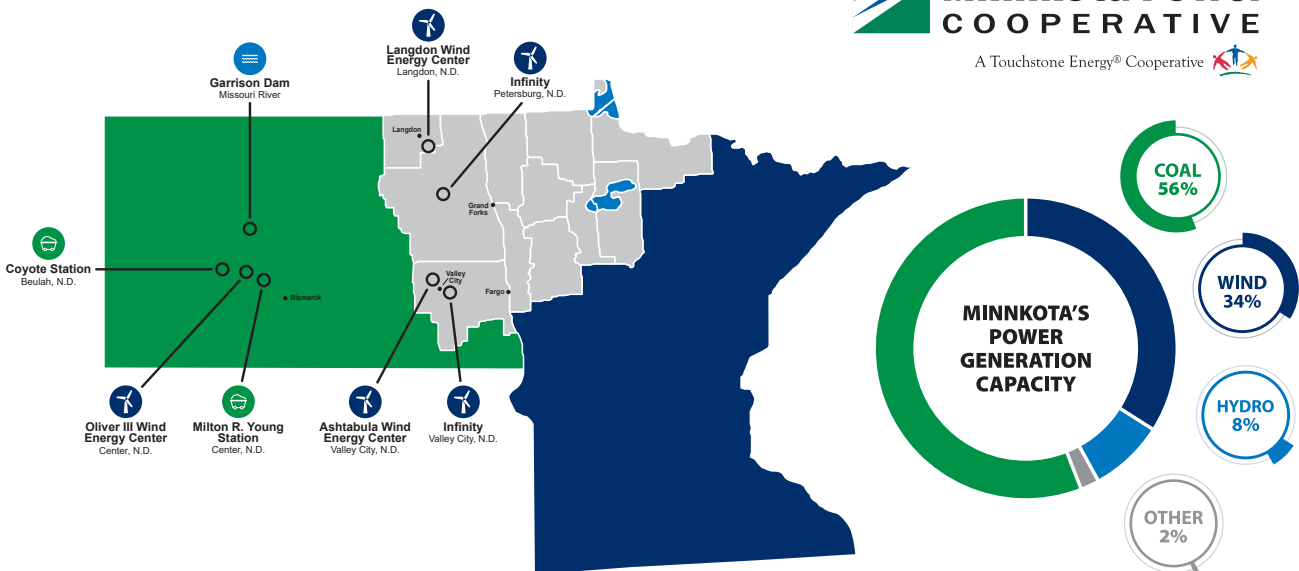 COOPERATIVE
A Touchstone Energy® Cooperative
Langdon Wind
Energy Center
Langdon, N.D.
Infinity
Petersburg, N.D.
Garrison Dam
Missouri River
Langdon
Grand
Forks
Coyote Station
Beulah, N.D.
Bismarck
Valley
City
Fargo
Oliver III Wind
Energy Center
Center, N.D.
Milton R. Young
Station
Center, N.D.
Ashtabula Wind
Energy Center
Valley City, N.D.
Infinity
Valley City, N.D.
MINNKOTA'S
POWER
GENERATION
CAPACITY
COAL
56%
WIND
34%
HYDRO
8%
OTHER
2%